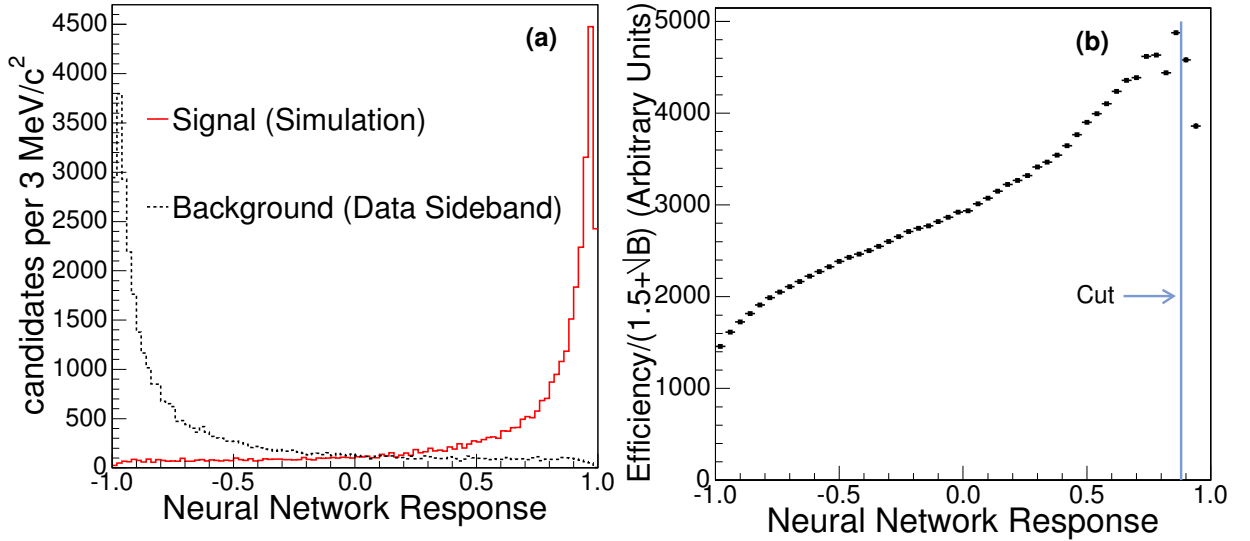 (a)
candidates per 3 MeV/c²
4500
4000
3500
3000
2500
2000
1500
1000
500
0
Signal (Simulation)
Background (Data Sideband)
-1.0 -0.5 0.0 0.5 1.0
Neural Network Response
(b)
Efficiency/(1.5+√B) (Arbitrary Units)
5000
4000
3000
2000
1000
0
Cut
-1.0 -0.5 0.0 0.5 1.0
Neural Network Response